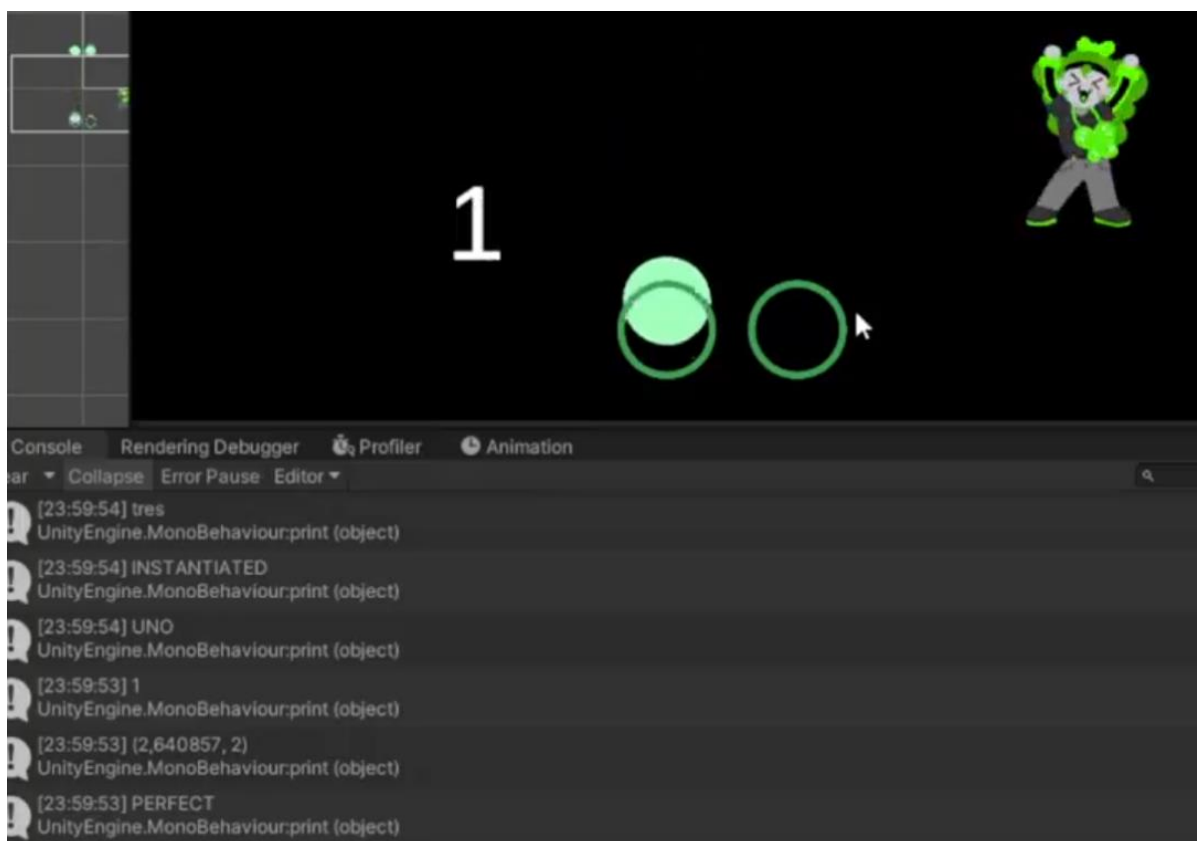 1
Console Rendering Debugger Profiler Animation
ear Collapse Error Pause Editor
[23:59:54] tres
UnityEngine.MonoBehaviour:print (object)
[23:59:54] INSTANTIATED
UnityEngine.MonoBehaviour:print (object)
[23:59:54] UNO
UnityEngine.MonoBehaviour:print (object)
[23:59:53] 1
UnityEngine.MonoBehaviour:print (object)
[23:59:53] (2,640857, 2)
UnityEngine.MonoBehaviour:print (object)
[23:59:53] PERFECT
UnityEngine.MonoBehaviour:print (object)